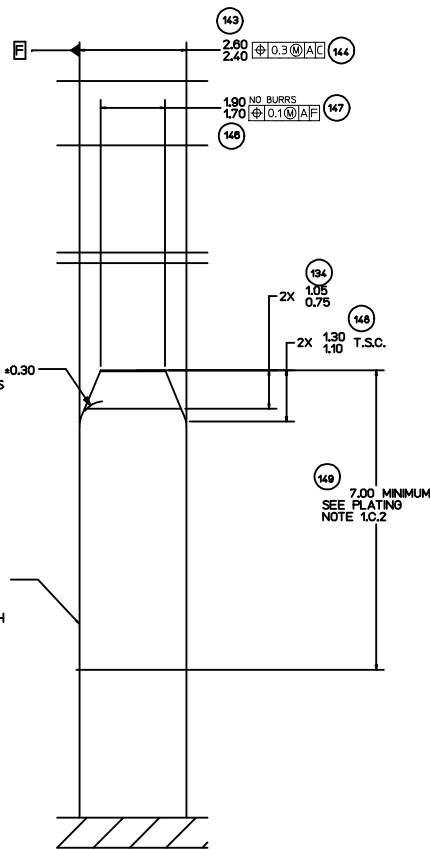 143
F
2.60
2.40 ⌖ 0.3 Ⓜ A C 144
1.90 NO BURRS
1.70 ⌖ 0.1 Ⓜ A F 147
146
134
2X 1.05
0.75
148
2X 1.30 T.S.C.
1.10
±0.30
S
149
7.00 MINIMUM
SEE PLATING
NOTE 1.C.2
H